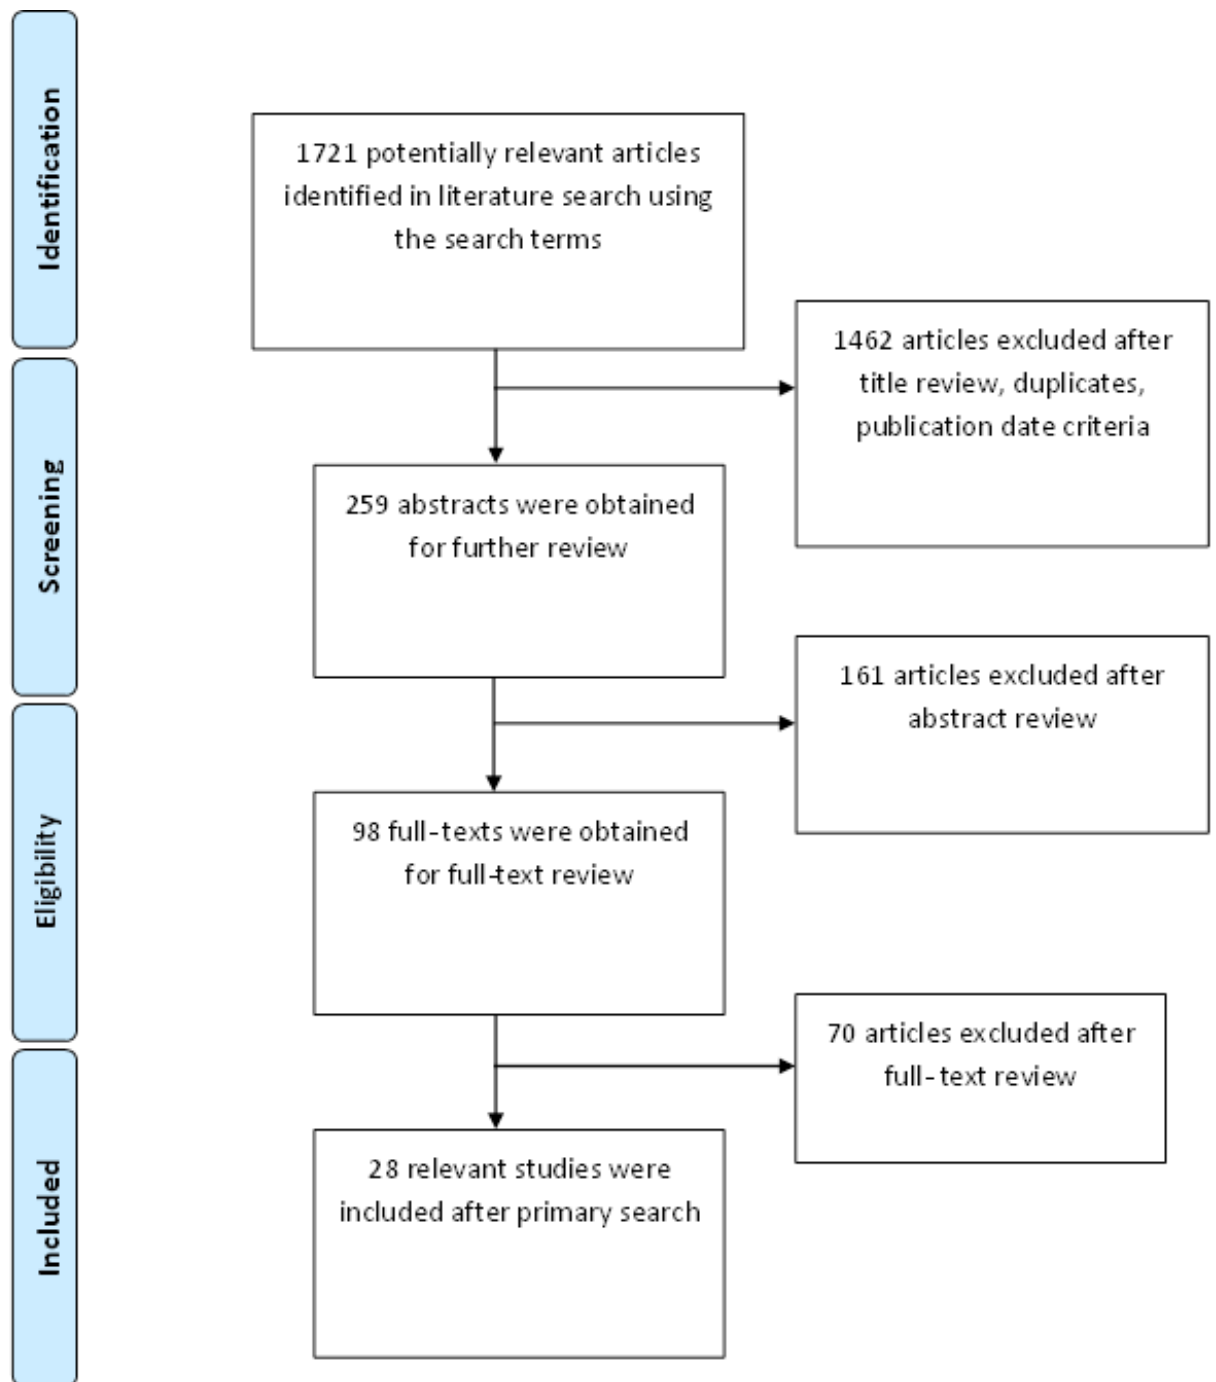 Identification
1721 potentially relevant articles
identified in literature search using
the search terms
1462 articles excluded after
title review, duplicates,
publication date criteria
Screening
259 abstracts were obtained
for further review
161 articles excluded after
abstract review
Eligibility
98 full-texts were obtained
for full-text review
70 articles excluded after
full-text review
Included
28 relevant studies were
included after primary search